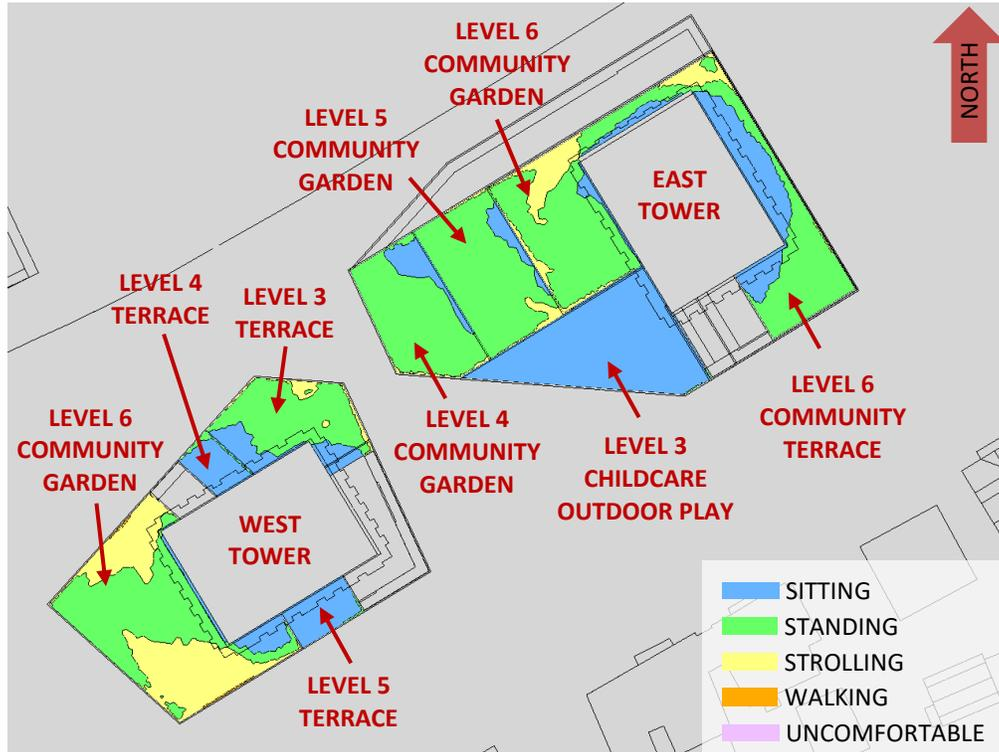 LEVEL 6
COMMUNITY
GARDEN
NORTH
LEVEL 5
COMMUNITY
GARDEN
EAST
TOWER
LEVEL 4
TERRACE
LEVEL 3
TERRACE
LEVEL 6
COMMUNITY
GARDEN
LEVEL 4
COMMUNITY
GARDEN
LEVEL 3
CHILDCARE
OUTDOOR PLAY
LEVEL 6
COMMUNITY
TERRACE
WEST
TOWER
LEVEL 5
TERRACE
SITTING
STANDING
STROLLING
WALKING
UNCOMFORTABLE